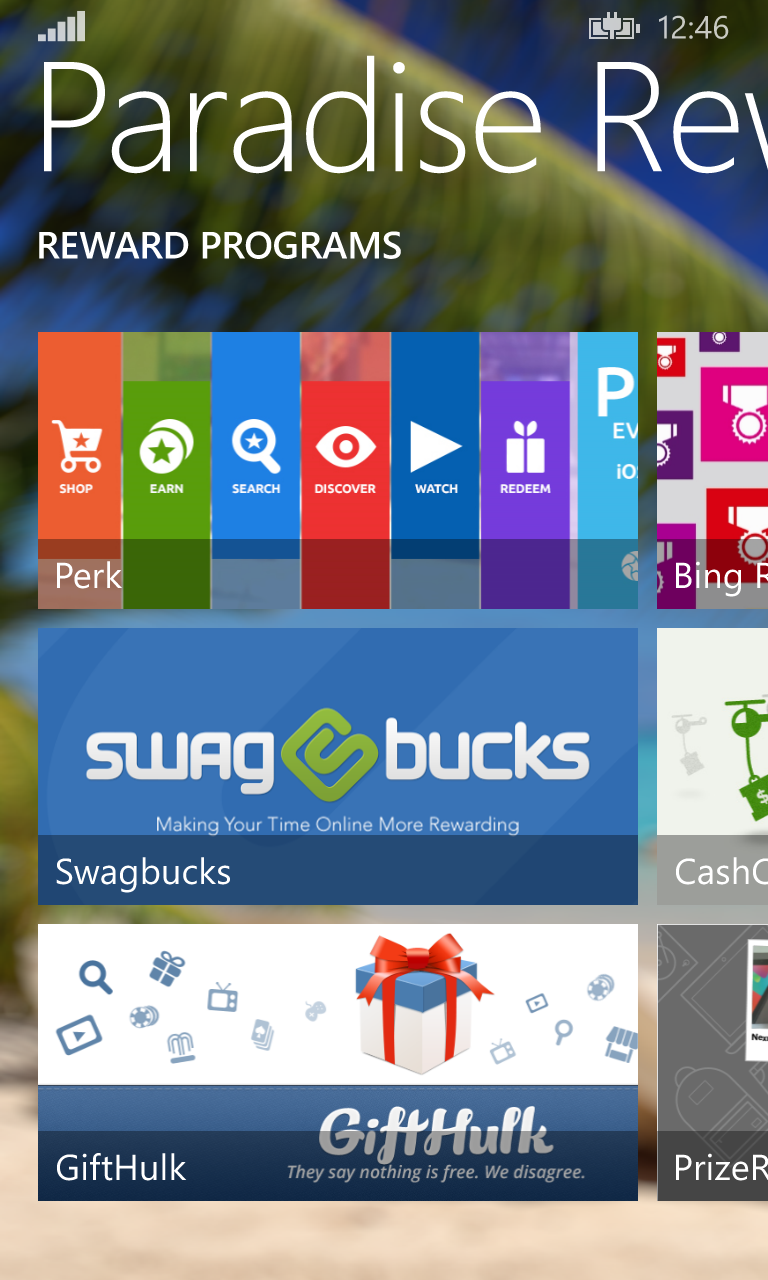 12:46
Paradise Rew
REWARD PROGRAMS
SHOP EARN SEARCH DISCOVER WATCH REDEEM
P
EV
iO
Perk
Bing R
swag bucks
Making Your Time Online More Rewarding
Swagbucks
$
CashC
Nex
GiftHulk
They say nothing is free. We disagree.
GiftHulk
PrizeR